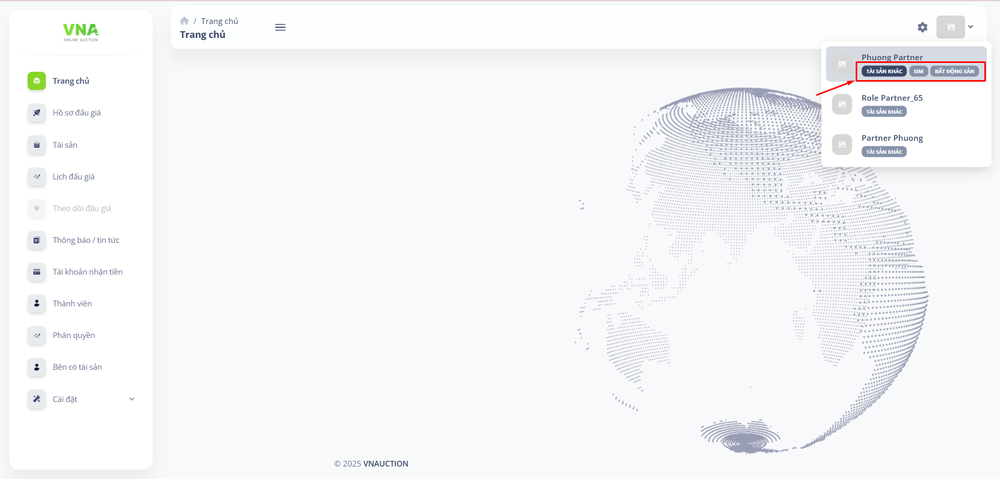 VNA
ONLINE AUCTION
Trang chủ
Hồ sơ đấu giá
Tài sản
Lịch đấu giá
Theo dõi đấu giá
Thông báo / tin tức
Tài khoản nhận tiền
Thành viên
Phân quyền
Bên có tài sản
Cài đặt
/ Trang chủ
Trang chủ
Phuong Partner
TÀI SẢN KHÁC SIM BẤT ĐỘNG SẢN
Role Partner_65
TÀI SẢN KHÁC
Partner Phuong
TÀI SẢN KHÁC
© 2025 VNAUCTION